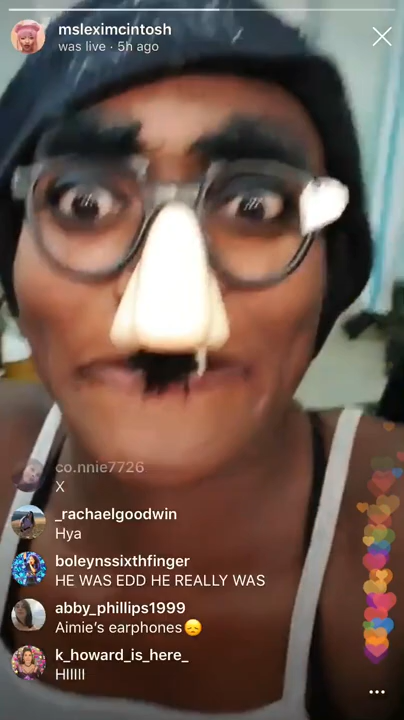 msleximcintosh
was live · 5h ago
co.nnie7726
X
_rachaelgoodwin
Hya
boleynssixthfinger
HE WAS EDD HE REALLY WAS
abby_phillips1999
Aimie's earphones😞
k_howard_is_here_
HIIIII